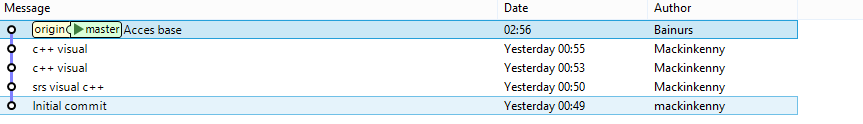 Message Date Author
origin master Acces base 02:56 Bainurs
c++ visual Yesterday 00:55 Mackinkenny
c++ visual Yesterday 00:53 Mackinkenny
srs visual c++ Yesterday 00:50 Mackinkenny
Initial commit Yesterday 00:49 mackinkenny